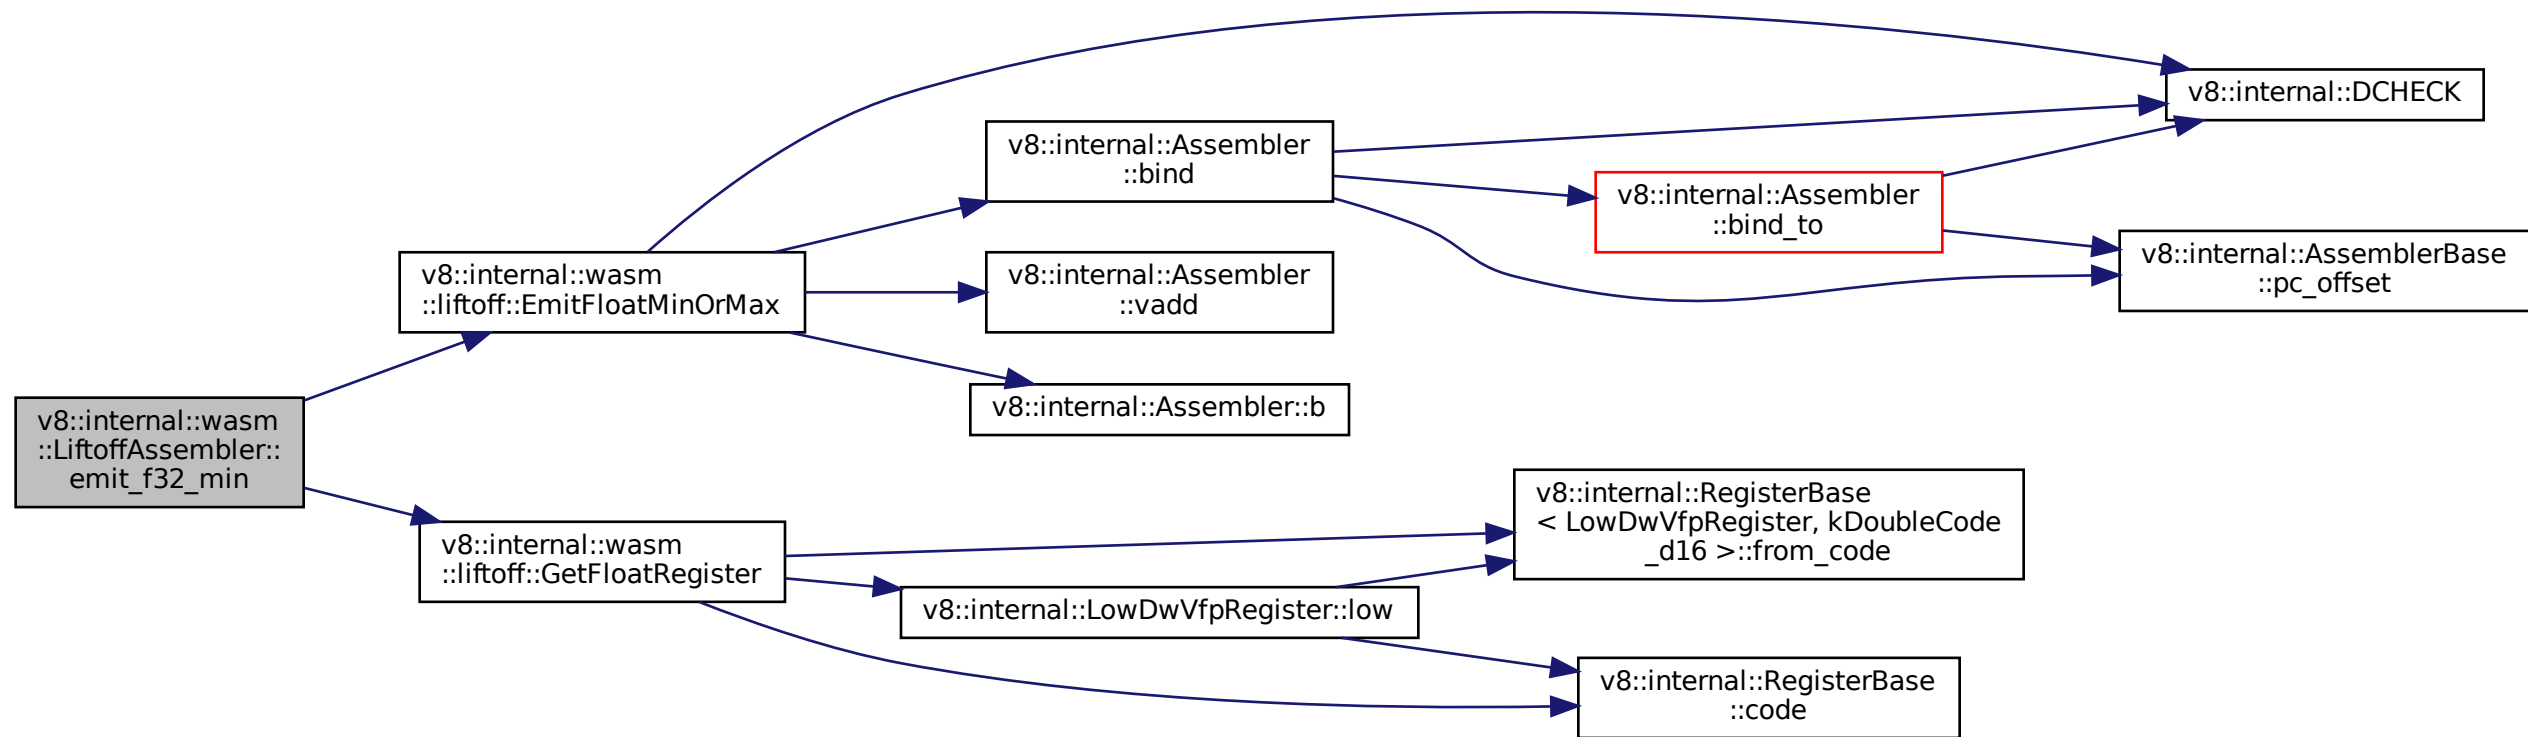 v8::internal::wasm
::LiftoffAssembler::
emit_f32_min
v8::internal::wasm
::liftoff::EmitFloatMinOrMax
v8::internal::Assembler
::bind
v8::internal::DCHECK
v8::internal::Assembler
::bind_to
v8::internal::AssemblerBase
::pc_offset
v8::internal::Assembler
::vadd
v8::internal::Assembler::b
v8::internal::wasm
::liftoff::GetFloatRegister
v8::internal::RegisterBase
< LowDwVfpRegister, kDoubleCode
_d16 >::from_code
v8::internal::LowDwVfpRegister::low
v8::internal::RegisterBase
::code